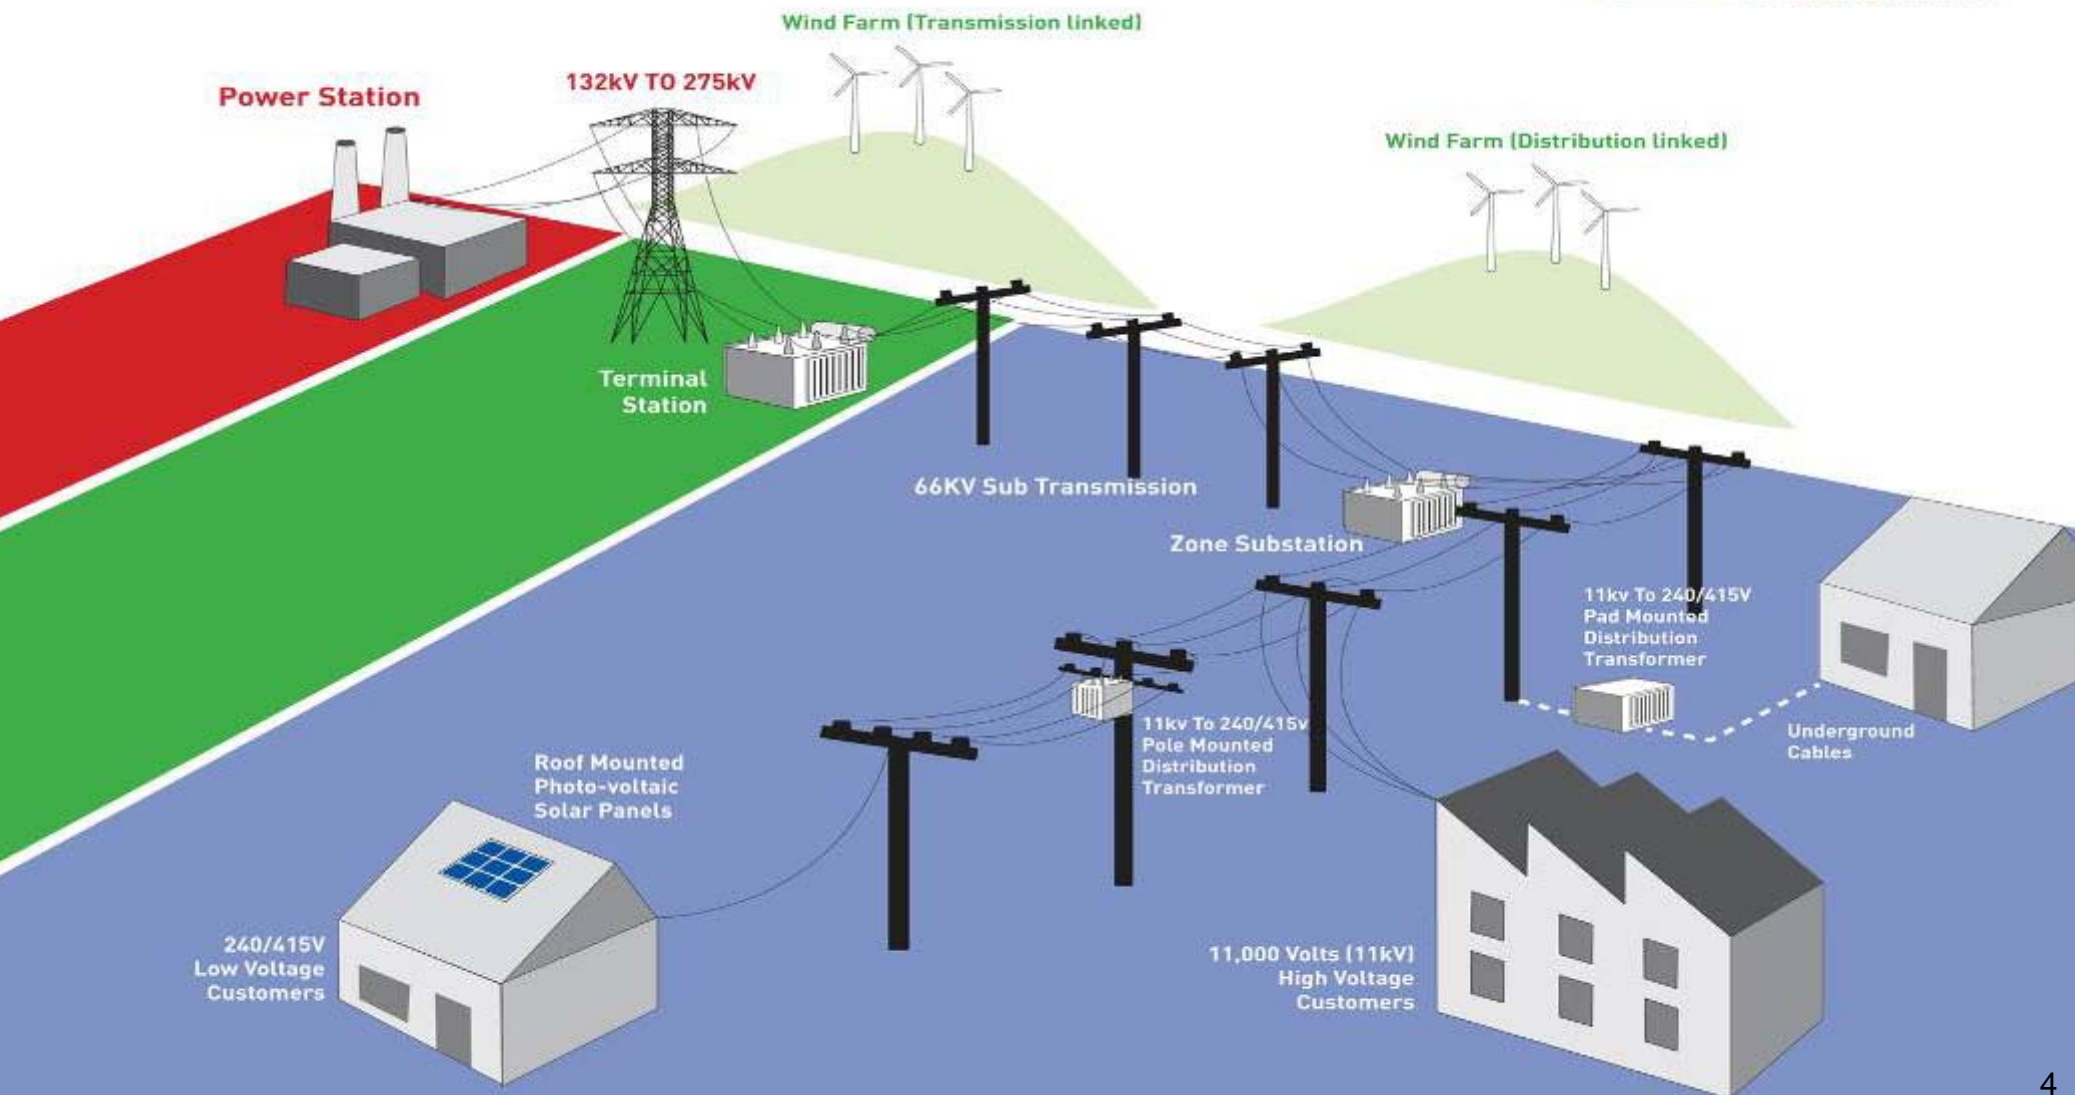 Wind Farm (Transmission linked)
132kV TO 275kV
Power Station
Wind Farm (Distribution linked)
Terminal
Station
66KV Sub Transmission
Zone Substation
11kv To 240/415V
Pad Mounted
Distribution
Transformer
11kv To 240/415v
Pole Mounted
Distribution
Transformer
Underground
Cables
Roof Mounted
Photo-voltaic
Solar Panels
240/415V
Low Voltage
Customers
11,000 Volts (11kV)
High Voltage
Customers
4